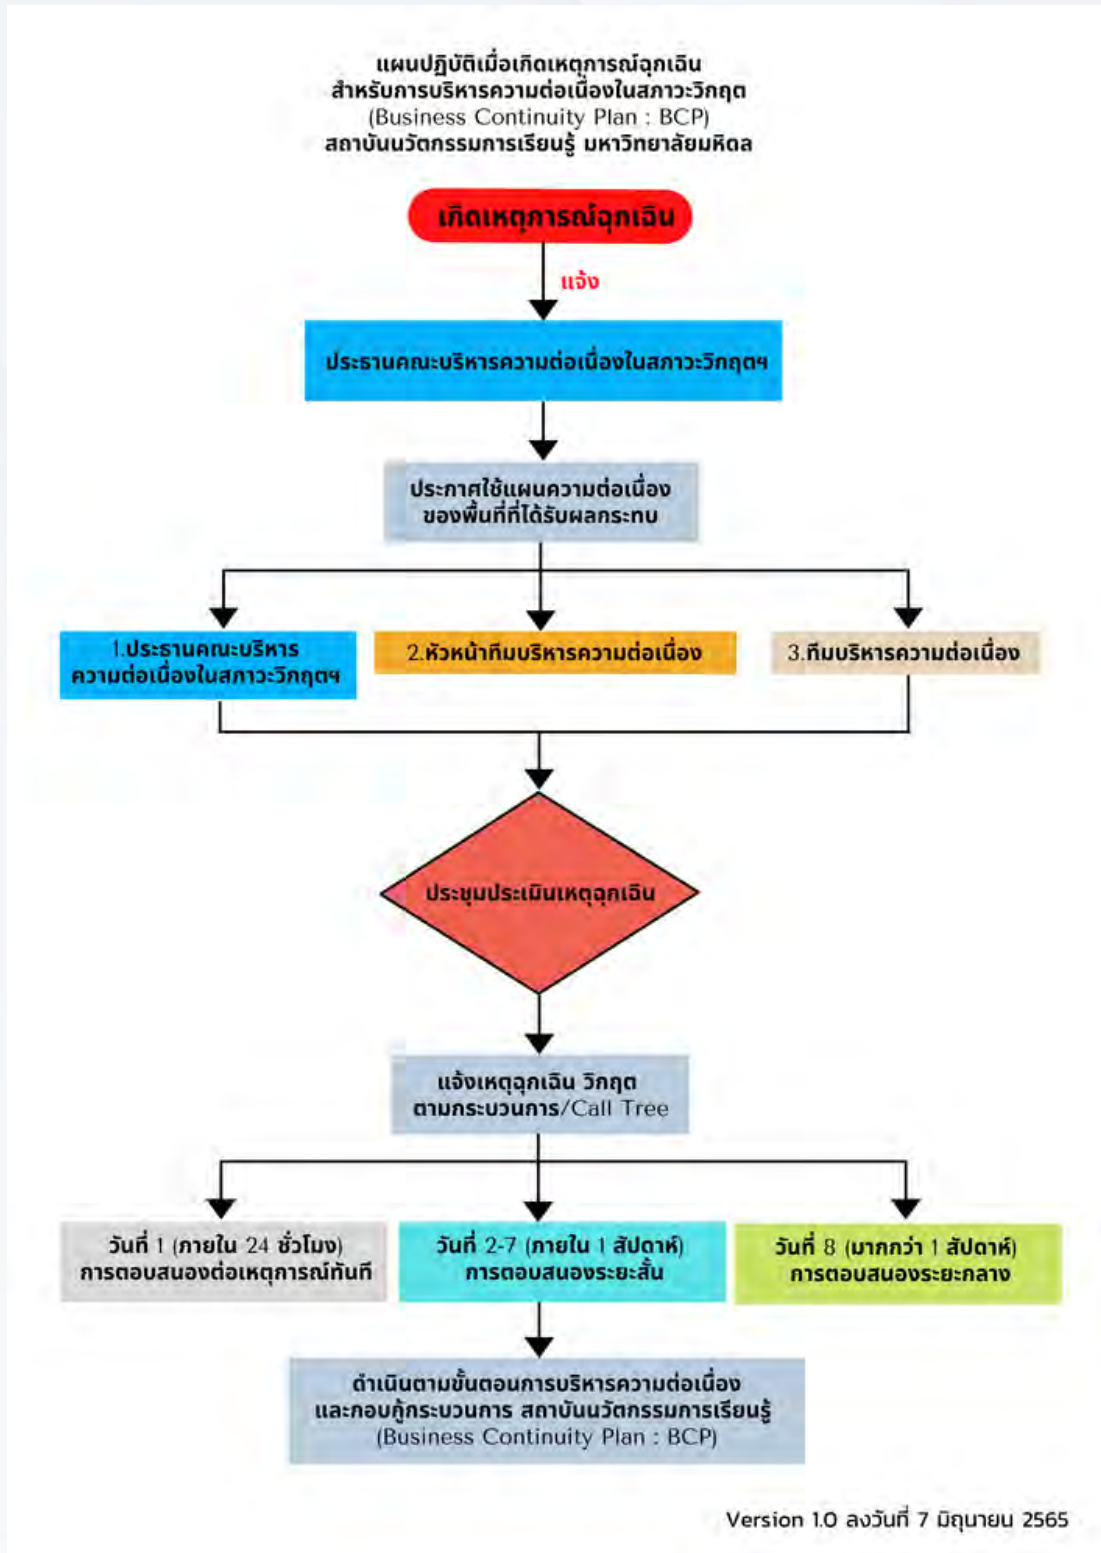 แผนปฏิบัติเมื่อเกิดเหตุการณ์ฉุกเฉิน
สำหรับการบริหารความต่อเนื่องในสภาวะวิกฤต
(Business Continuity Plan : BCP)
สถาบันนวัตกรรมการเรียนรู้ มหาวิทยาลัยมหิดล
เกิดเหตุการณ์ฉุกเฉิน
แจ้ง
ประธานคณะบริหารความต่อเนื่องในสภาวะวิกฤตฯ
ประกาศใช้แผนความต่อเนื่อง
ของพื้นที่ที่ได้รับผลกระทบ
1.ประธานคณะบริหาร
ความต่อเนื่องในสภาวะวิกฤตฯ
2.หัวหน้าทีมบริหารความต่อเนื่อง
3.ทีมบริหารความต่อเนื่อง
ประชุมประเมินเหตุฉุกเฉิน
แจ้งเหตุฉุกเฉิน วิกฤต
ตามกระบวนการ/Call Tree
วันที่ 1 (ภายใน 24 ชั่วโมง)
การตอบสนองต่อเหตุการณ์ทันที
วันที่ 2-7 (ภายใน 1 สัปดาห์)
การตอบสนองระยะสั้น
วันที่ 8 (มากกว่า 1 สัปดาห์)
การตอบสนองระยะกลาง
ดำเนินตามขั้นตอนการบริหารความต่อเนื่อง
และกอบกู้กระบวนการ สถาบันนวัตกรรมการเรียนรู้
(Business Continuity Plan : BCP)
Version 1.0 ลงวันที่ 7 มิถุนายน 2565